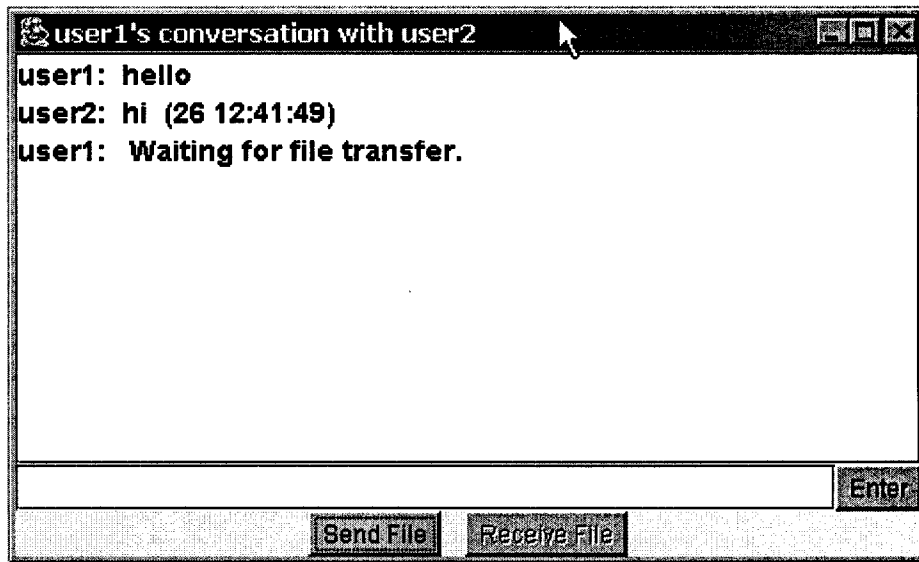 user1's conversation with user2
user1: hello
user2: hi (26 12:41:49)
user1: Waiting for file transfer.
Enter
Send File Receive File